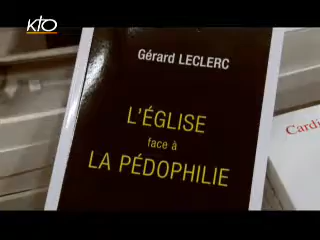 KTO
Gérard LECLERC
L'ÉGLISE
face à
LA PÉDOPHILIE
Cardi